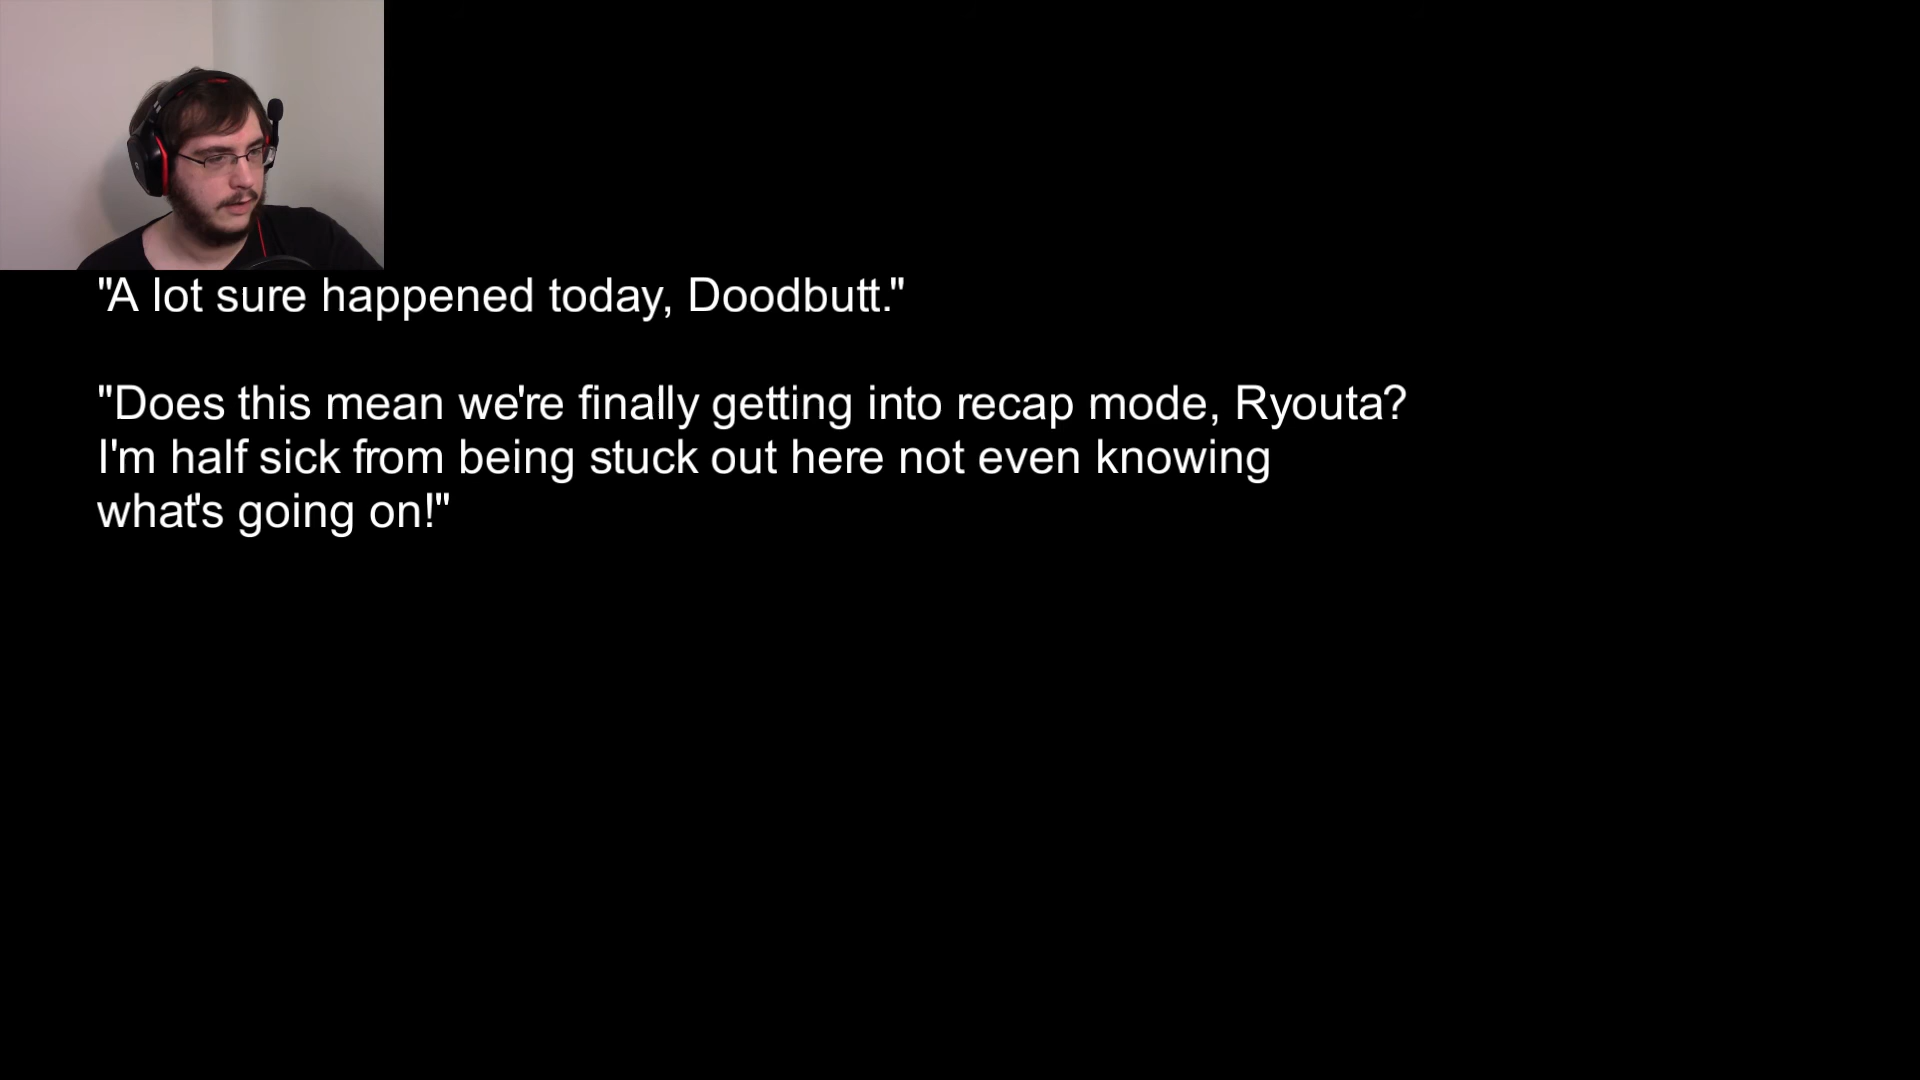 "A lot sure happened today, Doodbutt."
"Does this mean we're finally getting into recap mode, Ryouta?
I'm half sick from being stuck out here not even knowing
what's going on!"